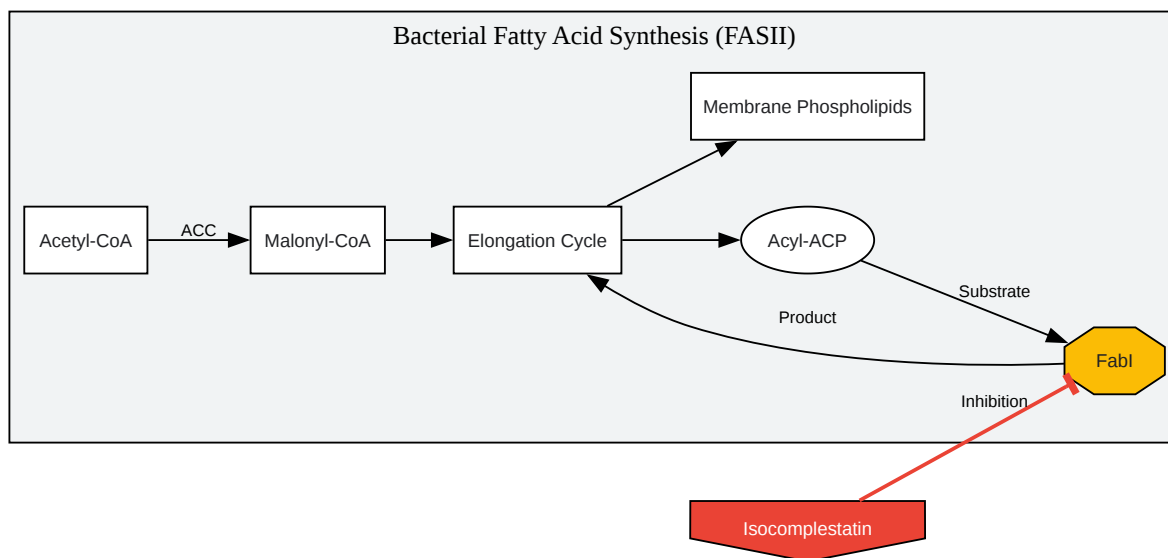 Bacterial Fatty Acid Synthesis (FASII)
Membrane Phospholipids
Acetyl-CoA
ACC
Malonyl-CoA
Elongation Cycle
Acyl-ACP
Substrate
Product
FabI
Inhibition
Isocomplestatin